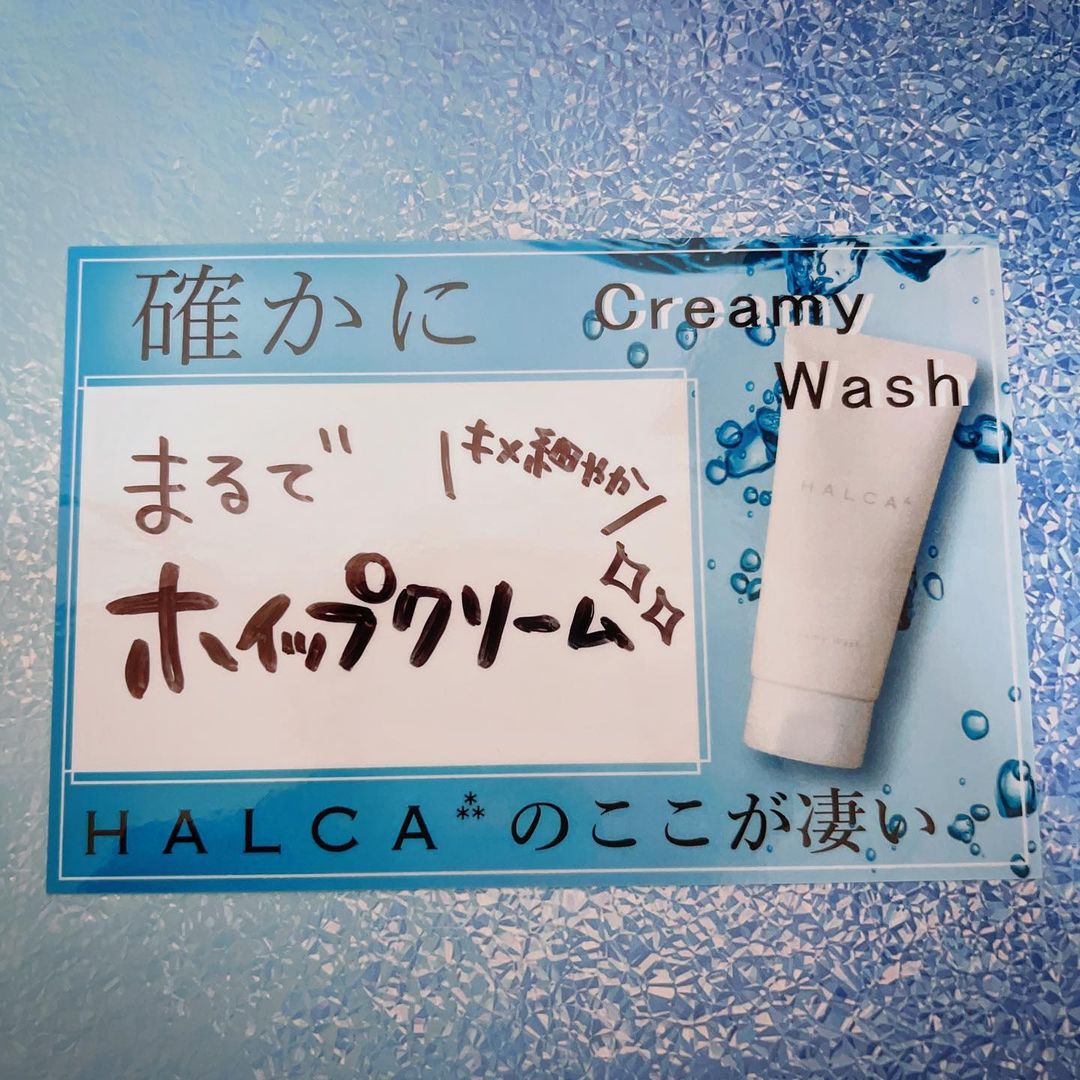 確かに
Creamy
Wash
まるで
キメ細やか
ホイップクリーム
HALCA
HALCA⁂のここが凄い